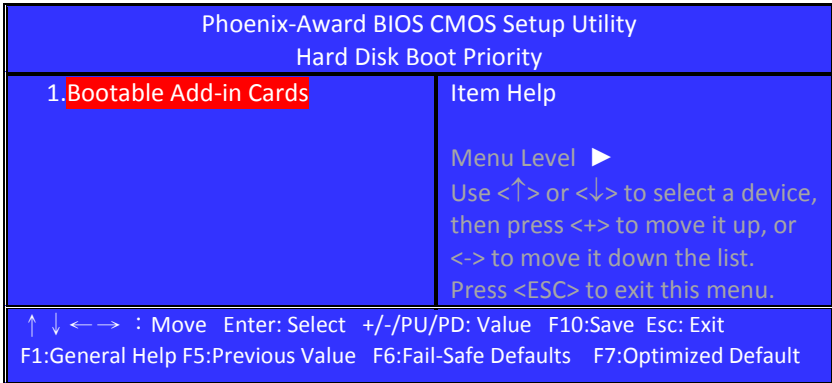 Phoenix-Award BIOS CMOS Setup Utility
Hard Disk Boot Priority
1.Bootable Add-in Cards
Item Help
Menu Level ►
Use <↑> or <↓> to select a device,
then press <+> to move it up, or
<-> to move it down the list.
Press <ESC> to exit this menu.
↑ ↓ ←→ : Move Enter: Select +/-/PU/PD: Value F10:Save Esc: Exit
F1:General Help F5:Previous Value F6:Fail-Safe Defaults F7:Optimized Default